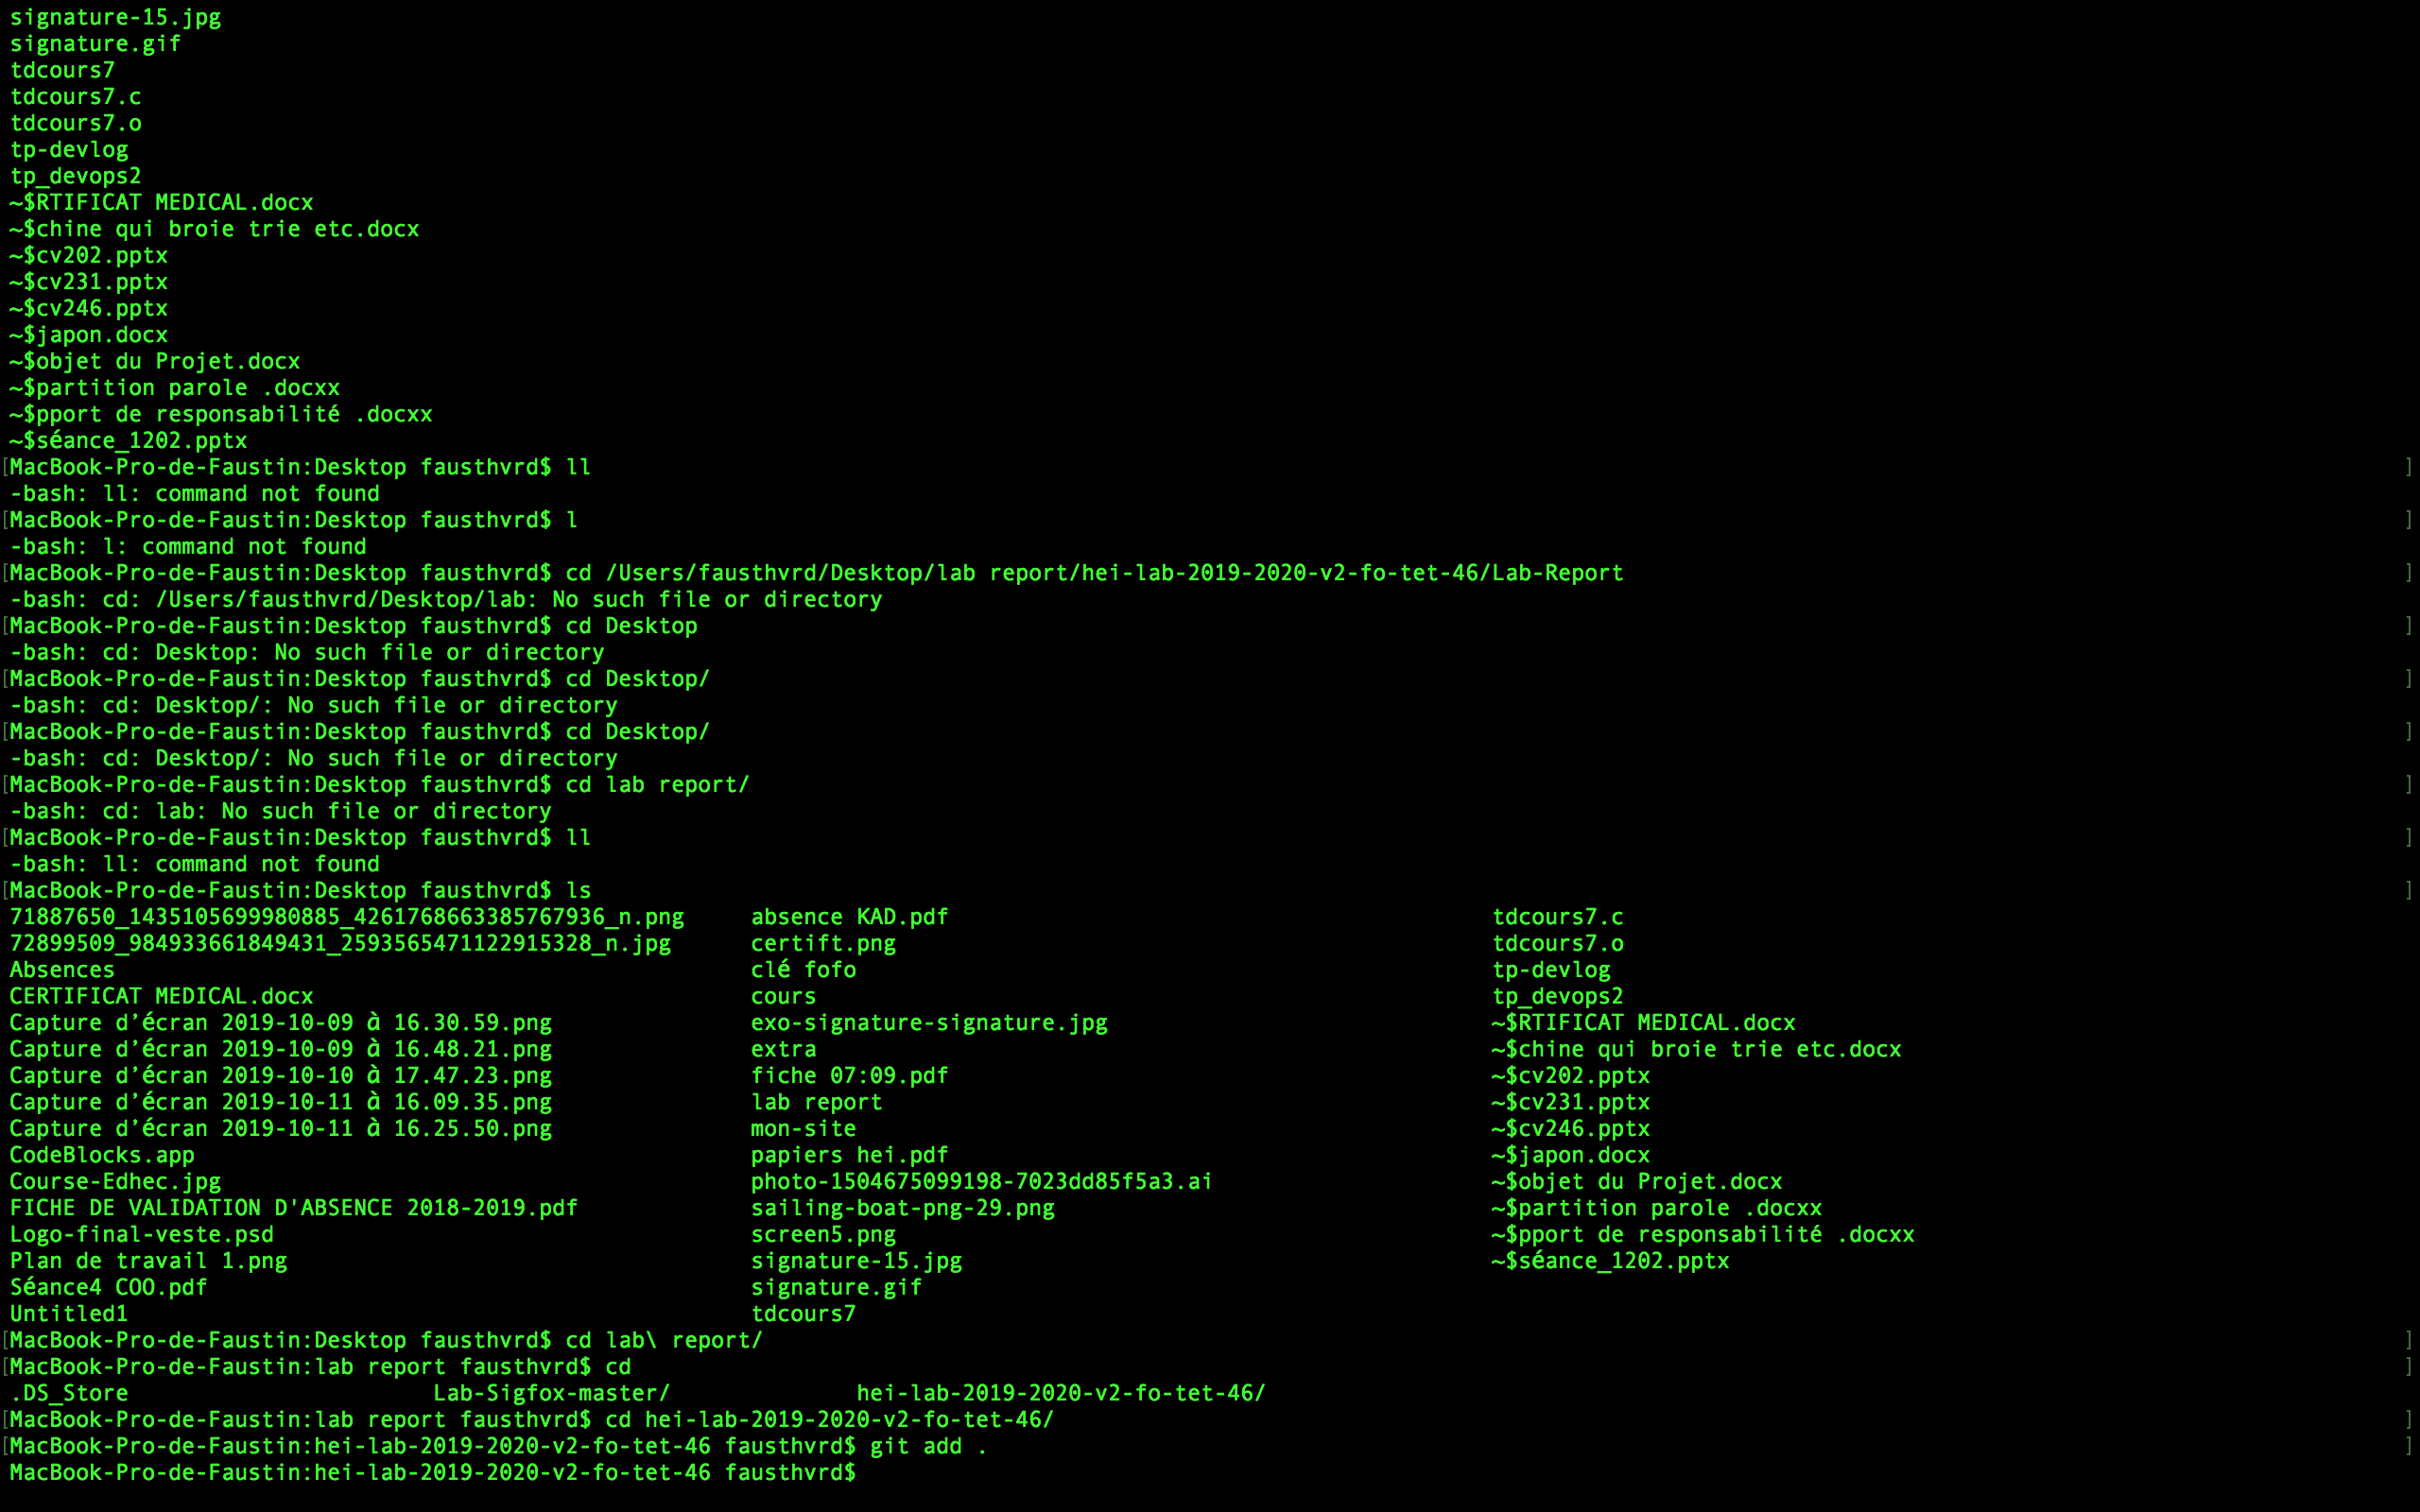 signature-15.jpg
signature.gif
tdcours7
tdcours7.c
tdcours7.o
tp-devlog
tp_devops2
~$RTIFICAT MEDICAL.docx
~$chine qui broie trie etc.docx
~$cv202.pptx
~$cv231.pptx
~$cv246.pptx
~$japon.docx
~$objet du Projet.docx
~$partition parole .docxx
~$pport de responsabilité .docxx
~$séance_1202.pptx
[MacBook-Pro-de-Faustin:Desktop fausthvrd$ ll ]
-bash: ll: command not found
[MacBook-Pro-de-Faustin:Desktop fausthvrd$ l ]
-bash: l: command not found
[MacBook-Pro-de-Faustin:Desktop fausthvrd$ cd /Users/fausthvrd/Desktop/lab report/hei-lab-2019-2020-v2-fo-tet-46/Lab-Report ]
-bash: cd: /Users/fausthvrd/Desktop/lab: No such file or directory
[MacBook-Pro-de-Faustin:Desktop fausthvrd$ cd Desktop ]
-bash: cd: Desktop: No such file or directory
[MacBook-Pro-de-Faustin:Desktop fausthvrd$ cd Desktop/ ]
-bash: cd: Desktop/: No such file or directory
[MacBook-Pro-de-Faustin:Desktop fausthvrd$ cd Desktop/ ]
-bash: cd: Desktop/: No such file or directory
[MacBook-Pro-de-Faustin:Desktop fausthvrd$ cd lab report/ ]
-bash: cd: lab: No such file or directory
[MacBook-Pro-de-Faustin:Desktop fausthvrd$ ll ]
-bash: ll: command not found
[MacBook-Pro-de-Faustin:Desktop fausthvrd$ ls ]
71887650_1435105699980885_4261768663385767936_n.png absence KAD.pdf tdcours7.c
72899509_984933661849431_2593565471122915328_n.jpg certift.png tdcours7.o
Absences clé fofo tp-devlog
CERTIFICAT MEDICAL.docx cours tp_devops2
Capture d’écran 2019-10-09 à 16.30.59.png exo-signature-signature.jpg ~$RTIFICAT MEDICAL.docx
Capture d’écran 2019-10-09 à 16.48.21.png extra ~$chine qui broie trie etc.docx
Capture d’écran 2019-10-10 à 17.47.23.png fiche 07:09.pdf ~$cv202.pptx
Capture d’écran 2019-10-11 à 16.09.35.png lab report ~$cv231.pptx
Capture d’écran 2019-10-11 à 16.25.50.png mon-site ~$cv246.pptx
CodeBlocks.app papiers hei.pdf ~$japon.docx
Course-Edhec.jpg photo-1504675099198-7023dd85f5a3.ai ~$objet du Projet.docx
FICHE DE VALIDATION D'ABSENCE 2018-2019.pdf sailing-boat-png-29.png ~$partition parole .docxx
Logo-final-veste.psd screen5.png ~$pport de responsabilité .docxx
Plan de travail 1.png signature-15.jpg ~$séance_1202.pptx
Séance4 COO.pdf signature.gif
Untitled1 tdcours7
[MacBook-Pro-de-Faustin:Desktop fausthvrd$ cd lab\ report/ ]
[MacBook-Pro-de-Faustin:lab report fausthvrd$ cd ]
.DS_Store Lab-Sigfox-master/ hei-lab-2019-2020-v2-fo-tet-46/
[MacBook-Pro-de-Faustin:lab report fausthvrd$ cd hei-lab-2019-2020-v2-fo-tet-46/ ]
[MacBook-Pro-de-Faustin:hei-lab-2019-2020-v2-fo-tet-46 fausthvrd$ git add . ]
MacBook-Pro-de-Faustin:hei-lab-2019-2020-v2-fo-tet-46 fausthvrd$